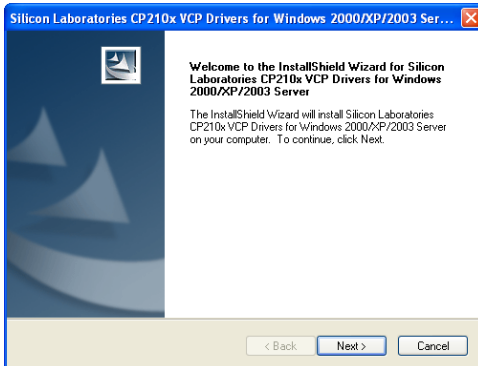 Silicon Laboratories CP210x VCP Drivers for Windows 2000/XP/2003 Ser...
Welcome to the InstallShield Wizard for Silicon
Laboratories CP210x VCP Drivers for Windows
2000/XP/2003 Server
The InstallShield Wizard will install Silicon Laboratories
CP210x VCP Drivers for Windows 2000/XP/2003 Server
on your computer. To continue, click Next.
< Back
Next >
Cancel